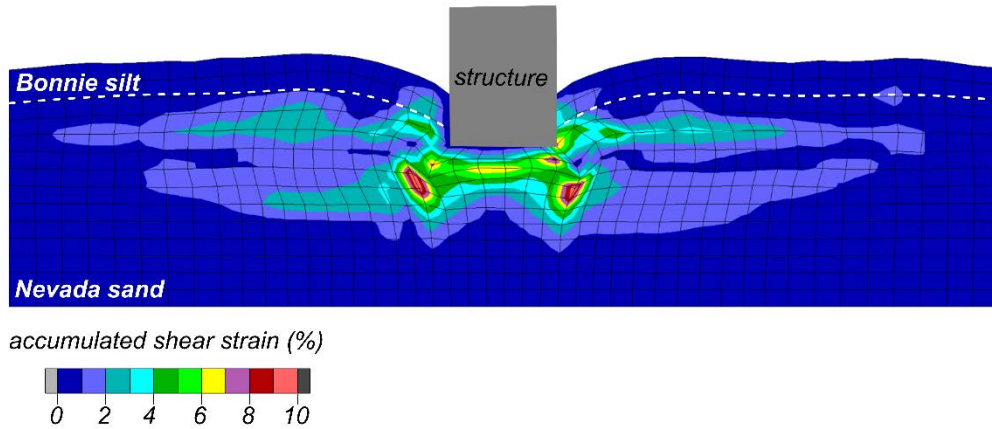 structure
Bonnie silt
Nevada sand
accumulated shear strain (%)
0 2 4 6 8 10